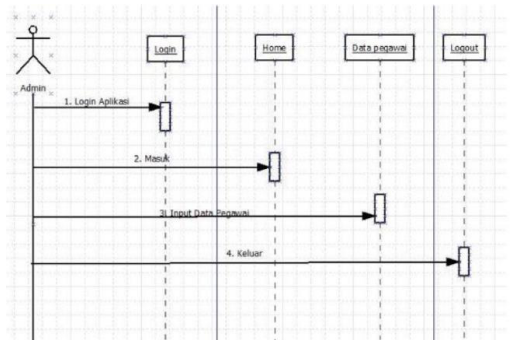 Login
Home
Data pegawai
Logout
Admin
1. Login Aplikasi
2. Masuk
3) Input Data Pegawai
4. Keluar